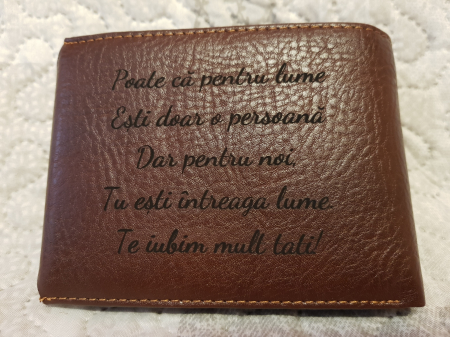 Poate că pentru lume
Ești doar o persoană
Dar pentru noi,
Tu ești întreaga lume.
Te iubim mult tati!